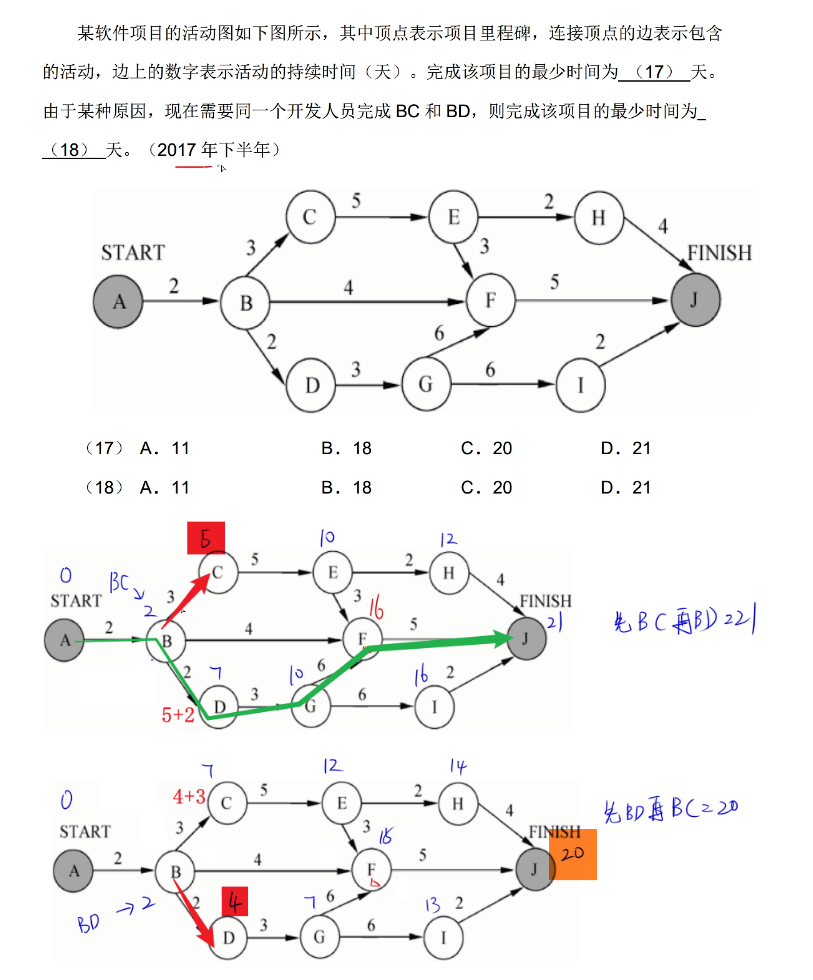 某软件项目的活动图如下图所示，其中顶点表示项目里程碑，连接顶点的边表示包含
的活动，边上的数字表示活动的持续时间（天）。完成该项目的最少时间为 （17） 天。
由于某种原因，现在需要同一个开发人员完成 BC 和 BD，则完成该项目的最少时间为
（18） 天。（2017 年下半年）
C 5 E 2 H
START 3 3 4 FINISH
A 2 B 4 F 5 J
2 6 2
D 3 G 6 I
（17） A．11 B．18 C．20 D．21
（18） A．11 B．18 C．20 D．21
5 10 12
C 5 E 2 H
0 BC 3 3 16 4
START 2 FINISH
A 2 B 4 F 5 J 21
先BC再BD=21
2 7 10 6 16 2
5+2 D 3 G 6 I
7 12 14
4+3 C 5 E 2 H
0 3 3 18 4
先BD再BC=20
START FINISH
A 2 B 4 F 5 J 20
BD →2 2 4 7 6 13 2
D 3 G 6 I